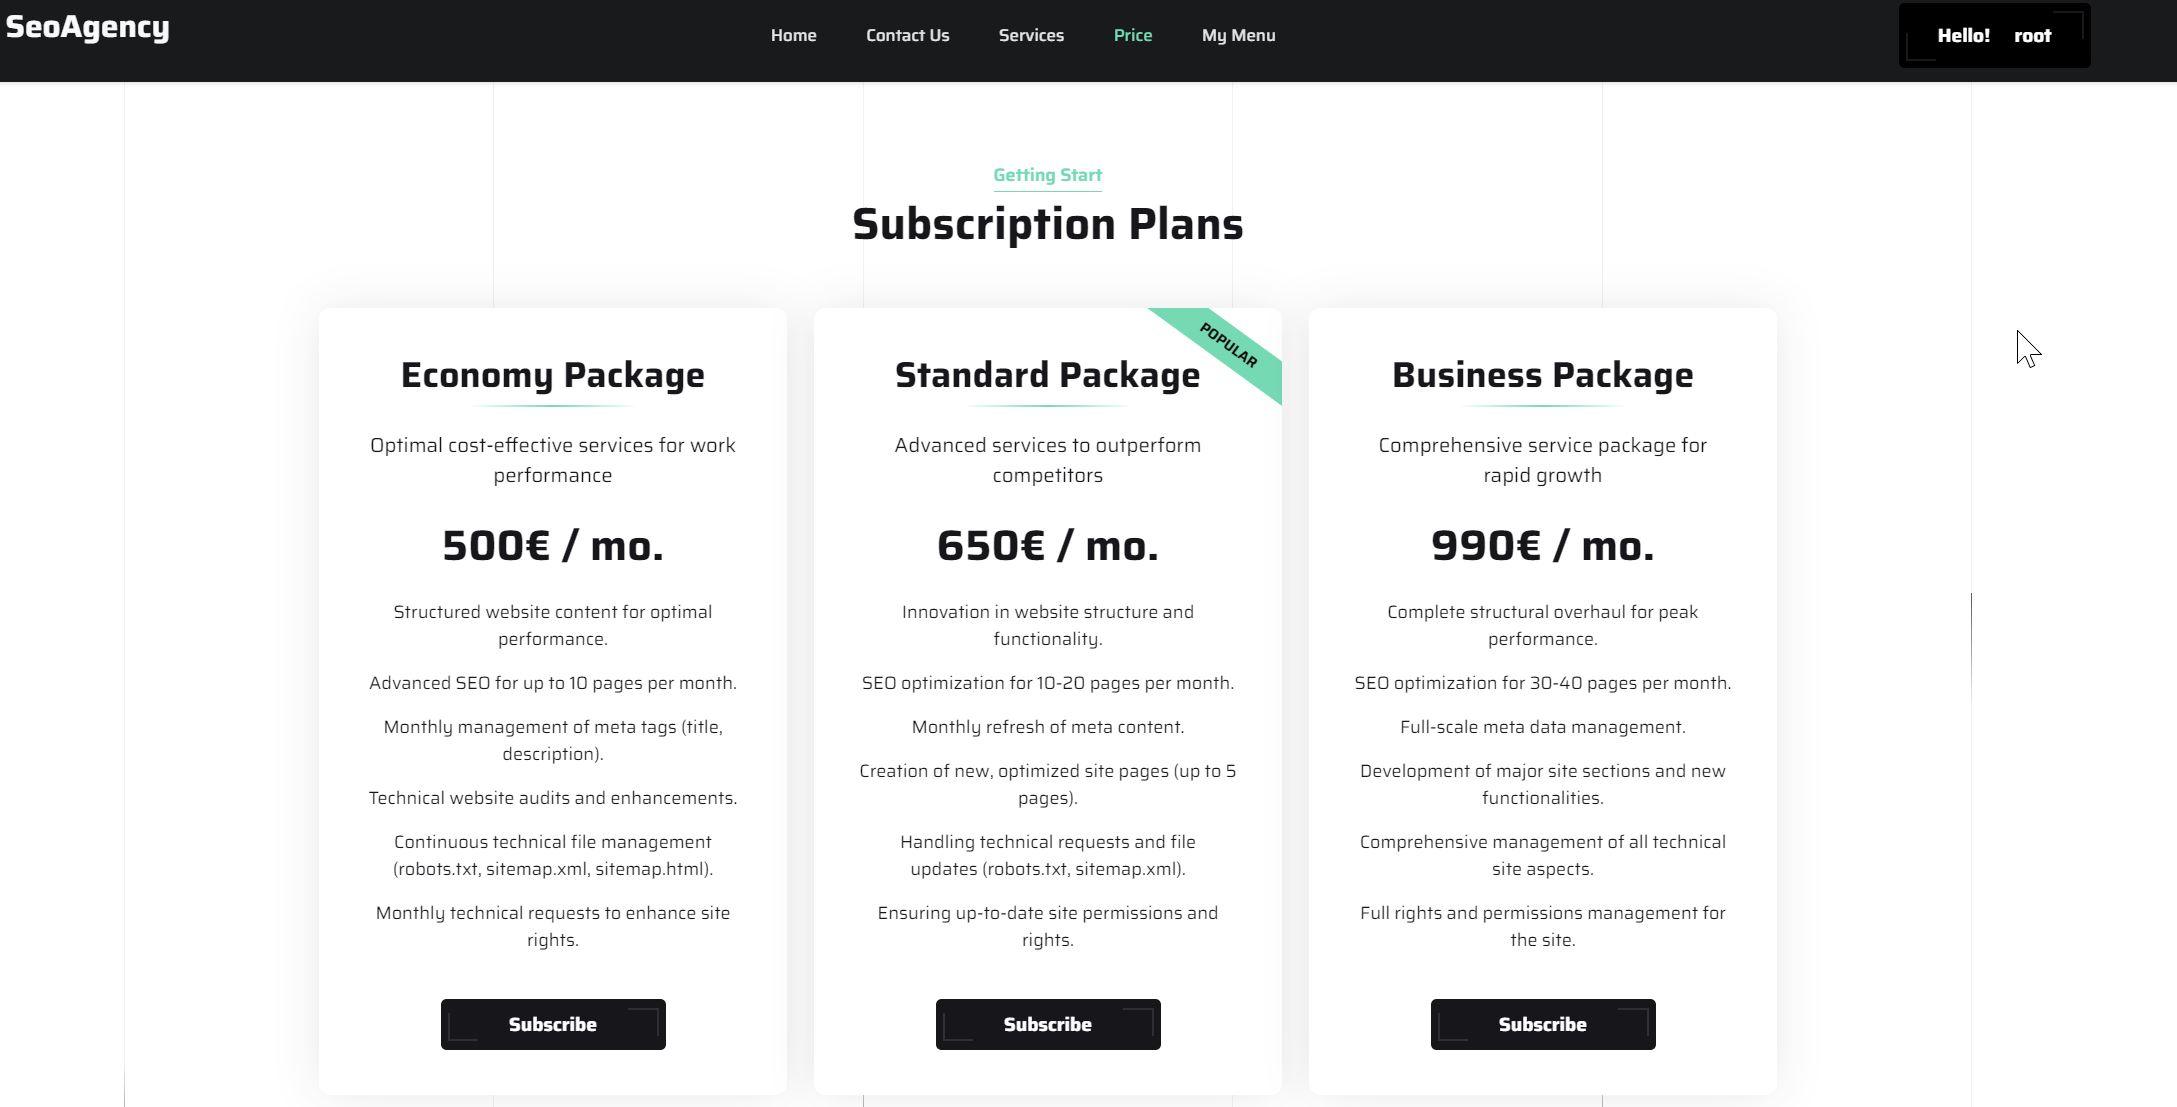 SeoAgency
Home
Contact Us
Services
Price
My Menu
Hello! root
Getting Start
Subscription Plans
Economy Package
Optimal cost-effective services for work
performance
500€ / mo.
Structured website content for optimal
performance.
Advanced SEO for up to 10 pages per month.
Monthly management of meta tags (title,
description).
Technical website audits and enhancements.
Continuous technical file management
(robots.txt, sitemap.xml, sitemap.html).
Monthly technical requests to enhance site
rights.
Subscribe
POPULAR
Standard Package
Advanced services to outperform
competitors
650€ / mo.
Innovation in website structure and
functionality.
SEO optimization for 10-20 pages per month.
Monthly refresh of meta content.
Creation of new, optimized site pages (up to 5
pages).
Handling technical requests and file
updates (robots.txt, sitemap.xml).
Ensuring up-to-date site permissions and
rights.
Subscribe
Business Package
Comprehensive service package for
rapid growth
990€ / mo.
Complete structural overhaul for peak
performance.
SEO optimization for 30-40 pages per month.
Full-scale meta data management.
Development of major site sections and new
functionalities.
Comprehensive management of all technical
site aspects.
Full rights and permissions management for
the site.
Subscribe